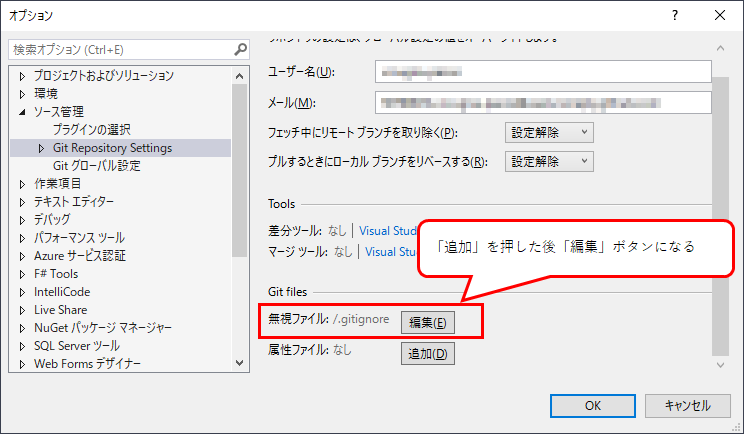 オプション
検索オプション (Ctrl+E)
プロジェクトおよびソリューション
環境
ソース管理
プラグインの選択
Git Repository Settings
Git グローバル設定
作業項目
テキスト エディター
デバッグ
パフォーマンス ツール
Azure サービス認証
F# Tools
IntelliCode
Live Share
NuGet パッケージ マネージャー
SQL Server ツール
Web Forms デザイナー
ユーザー名(U):
メール(M):
フェッチ中にリモート ブランチを取り除く(P): 設定解除
プルするときにローカル ブランチをリベースする(R): 設定解除
Tools
差分ツール: なし | Visual Stud
マージ ツール: なし | Visual Stud
「追加」を押した後「編集」ボタンになる
Git files
無視ファイル: /.gitignore 編集(E)
属性ファイル: なし 追加(D)
OK キャンセル